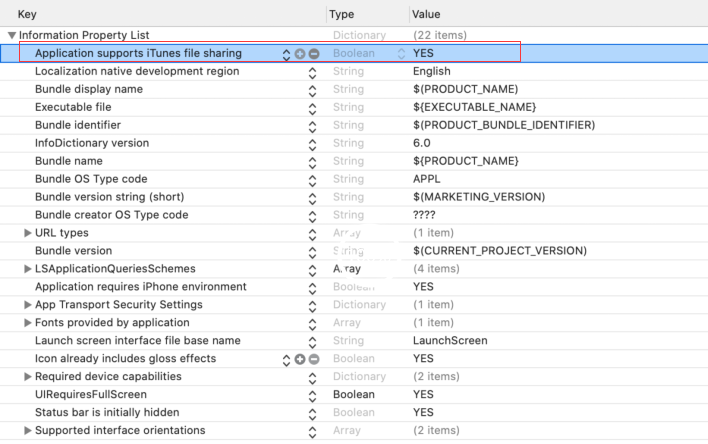 Key Type Value
Information Property List Dictionary (22 items)
Application supports iTunes file sharing Boolean YES
Localization native development region String English
Bundle display name String $(PRODUCT_NAME)
Executable file String ${EXECUTABLE_NAME}
Bundle identifier String $(PRODUCT_BUNDLE_IDENTIFIER)
InfoDictionary version String 6.0
Bundle name String ${PRODUCT_NAME}
Bundle OS Type code String APPL
Bundle version string (short) String $(MARKETING_VERSION)
Bundle creator OS Type code String ????
URL types Array (1 item)
Bundle version String $(CURRENT_PROJECT_VERSION)
LSApplicationQueriesSchemes Array (4 items)
Application requires iPhone environment Boolean YES
App Transport Security Settings Dictionary (1 item)
Fonts provided by application Array (1 item)
Launch screen interface file base name String LaunchScreen
Icon already includes gloss effects Boolean YES
Required device capabilities Dictionary (2 items)
UIRequiresFullScreen Boolean YES
Status bar is initially hidden Boolean YES
Supported interface orientations Array (2 items)